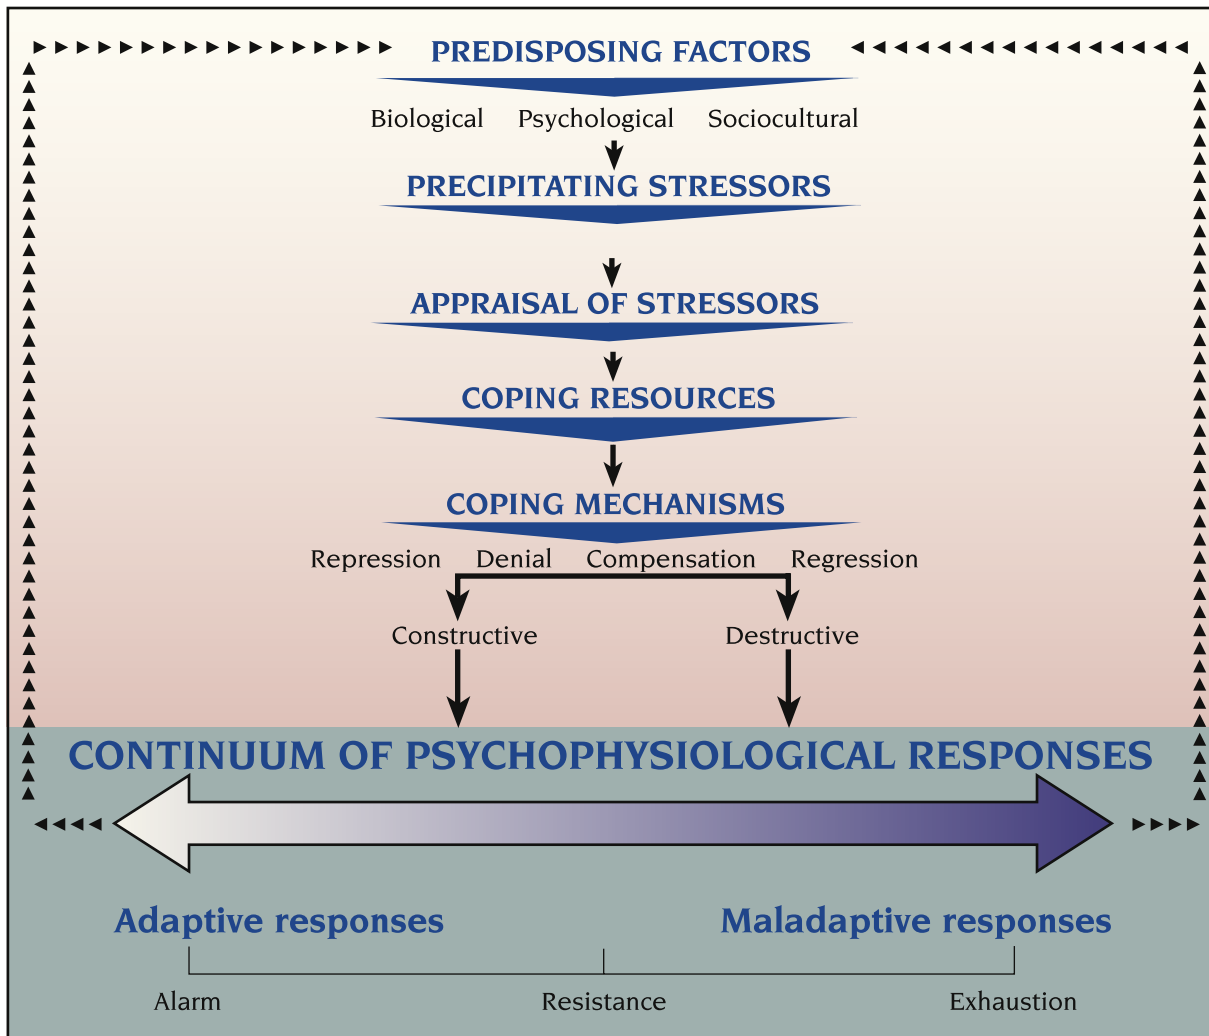 PREDISPOSING FACTORS
Biological Psychological Sociocultural
PRECIPITATING STRESSORS
APPRAISAL OF STRESSORS
COPING RESOURCES
COPING MECHANISMS
Repression Denial Compensation Regression
Constructive Destructive
CONTINUUM OF PSYCHOPHYSIOLOGICAL RESPONSES
Adaptive responses Maladaptive responses
Alarm Resistance Exhaustion